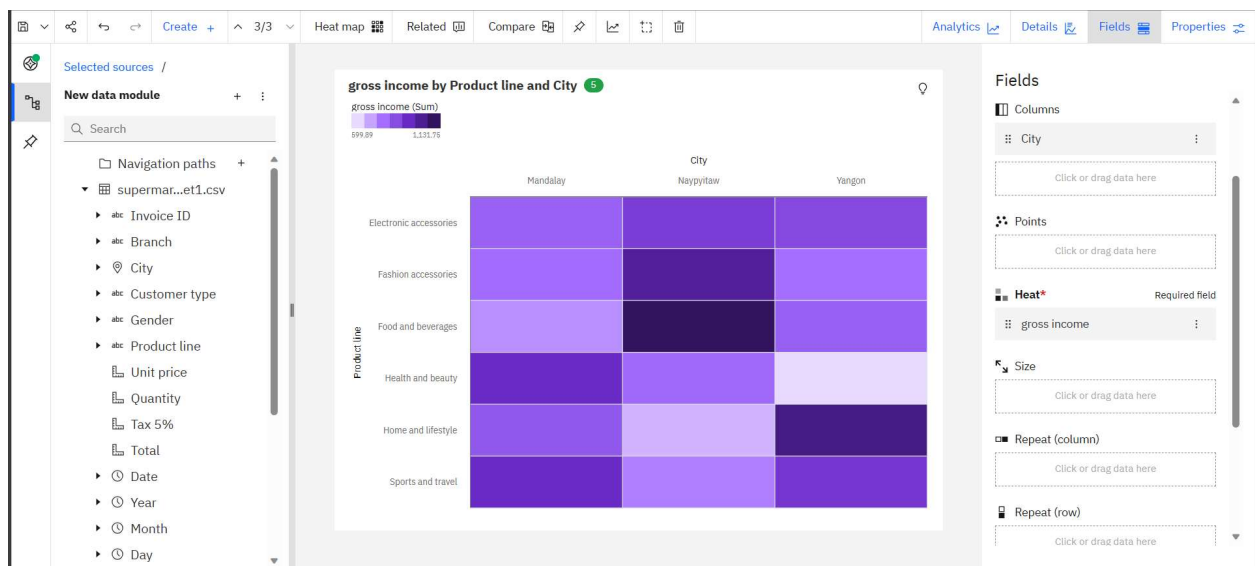 Create + 3/3 Heat map Related Compare Analytics Details Fields Properties
Selected sources /
New data module + ⋮
Search
Navigation paths +
supermar...et1.csv
abc Invoice ID
abc Branch
City
abc Customer type
abc Gender
abc Product line
Unit price
Quantity
Tax 5%
Total
Date
Year
Month
Day
gross income by Product line and City 5
gross income (Sum)
599.89 1,131.75
City
Mandalay Naypyitaw Yangon
Product line
Electronic accessories
Fashion accessories
Food and beverages
Health and beauty
Home and lifestyle
Sports and travel
Fields
Columns
City
Click or drag data here
Points
Click or drag data here
Heat* Required field
gross income
Size
Click or drag data here
Repeat (column)
Click or drag data here
Repeat (row)
Click or drag data here